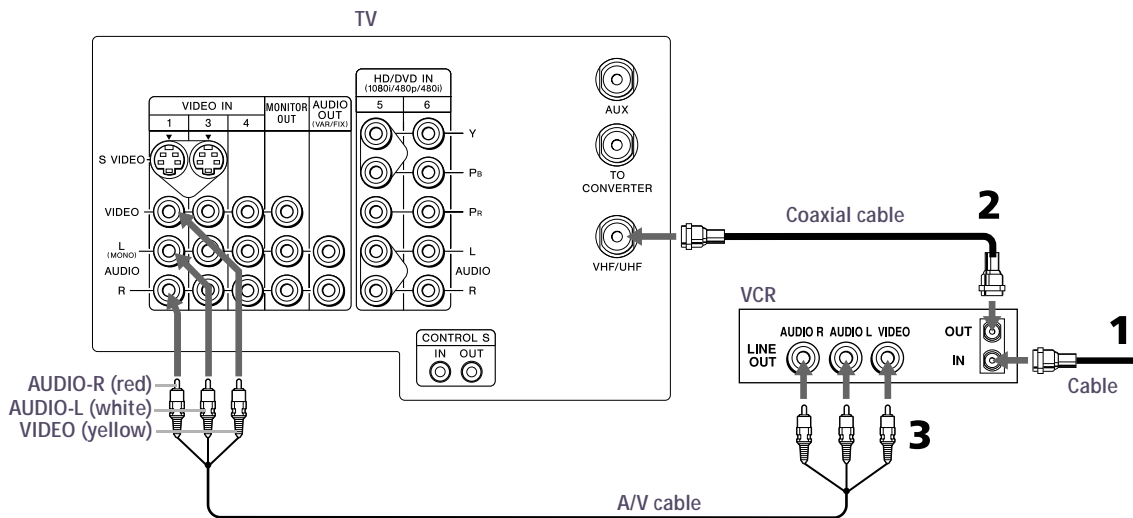 TV
HD/DVD IN
(1080i/480p/480i)
5 6
VIDEO IN
1 3 4
MONITOR
OUT
AUDIO
OUT
(VAR/FIX)
S VIDEO
VIDEO
L
(MONO)
AUDIO
R
Y
PB
PR
L
AUDIO
R
AUX
TO
CONVERTER
VHF/UHF
CONTROL S
IN OUT
Coaxial cable
2
VCR
AUDIO R AUDIO L VIDEO
LINE
OUT
OUT
IN
1
Cable
AUDIO-R (red)
AUDIO-L (white)
VIDEO (yellow)
3
A/V cable